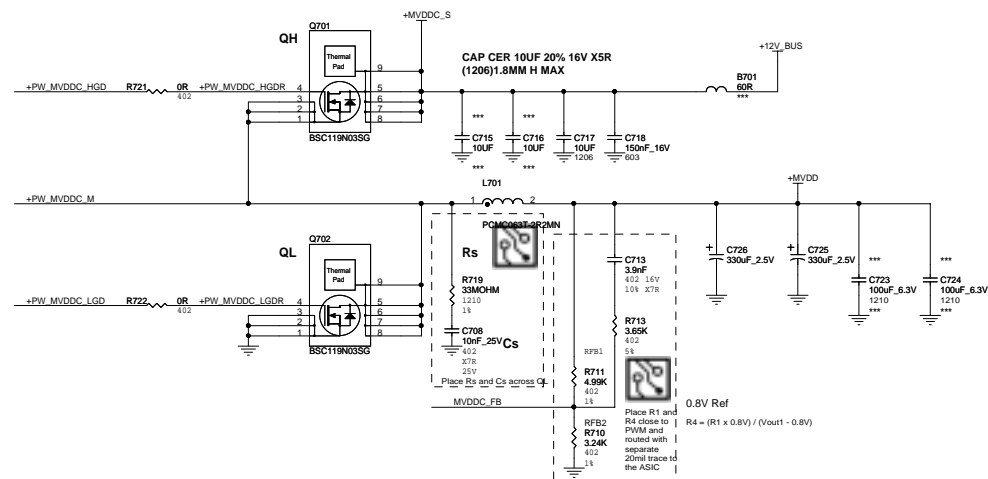 +MVDDC_S
Q701
QH
Thermal
Pad
9
+PW_MVDDC_HGD
R721
0R
402
+PW_MVDDC_HGDR
4
3
2
1
5
6
7
8
BSC119N03SG
CAP CER 10UF 20% 16V X5R
(1206)1.8MM H MAX
+12V_BUS
B701
60R
***
***
C715
10UF
***
***
C716
10UF
***
C717
10UF
1206
C718
150nF_16V
603
+PW_MVDDC_M
L701
1
2
PCMC063T-2R2MN
+MVDD
Q702
QL
Thermal
Pad
9
+PW_MVDDC_LGD
R722
0R
402
+PW_MVDDC_LGDR
4
3
2
1
5
6
7
8
BSC119N03SG
Rs
R719
33MOHM
1210
1%
C708
10nF_25V
Cs
402
X7R
25V
Place Rs and Cs across QL
C713
3.9nF
402 16V
10% X7R
R713
3.65K
402
5%
RFB1
R711
4.99K
402
1%
MVDDC_FB
RFB2
R710
3.24K
402
1%
Place R1 and
R4 close to
PWM and
routed with
separate
20mil trace to
the ASIC
0.8V Ref
R4 = (R1 x 0.8V) / (Vout1 - 0.8V)
+
C726
330uF_2.5V
+
C725
330uF_2.5V
***
C723
100uF_6.3V
1210
***
***
C724
100uF_6.3V
1210
***